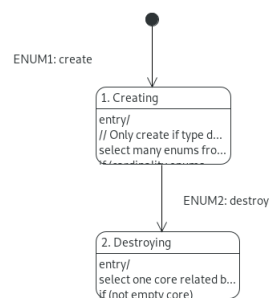 ENUM1: create
1. Creating
entry/
// Only create if type d...
select many enums fro...
ENUM2: destroy
2. Destroying
entry/
select one core related b...
if (not empty core)